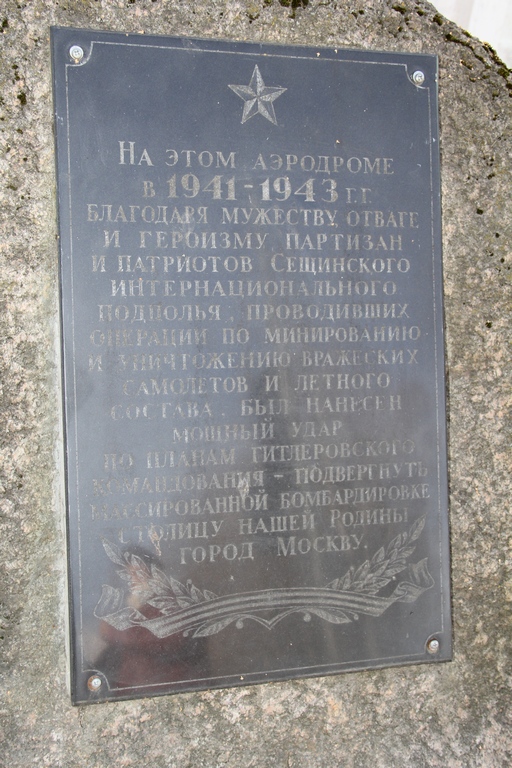 На этом аэродроме
в 1941-1943 г.г.
благодаря мужеству, отваге
и героизму партизан
и патриотов Сещинского
интернационального
подполья, проводивших
операции по минированию
и уничтожению вражеских
самолетов и летного
состава, был нанесен
мощный удар
по планам гитлеровского
командования – подвергнуть
массированной бомбардировке
столицу нашей Родины
город Москву.